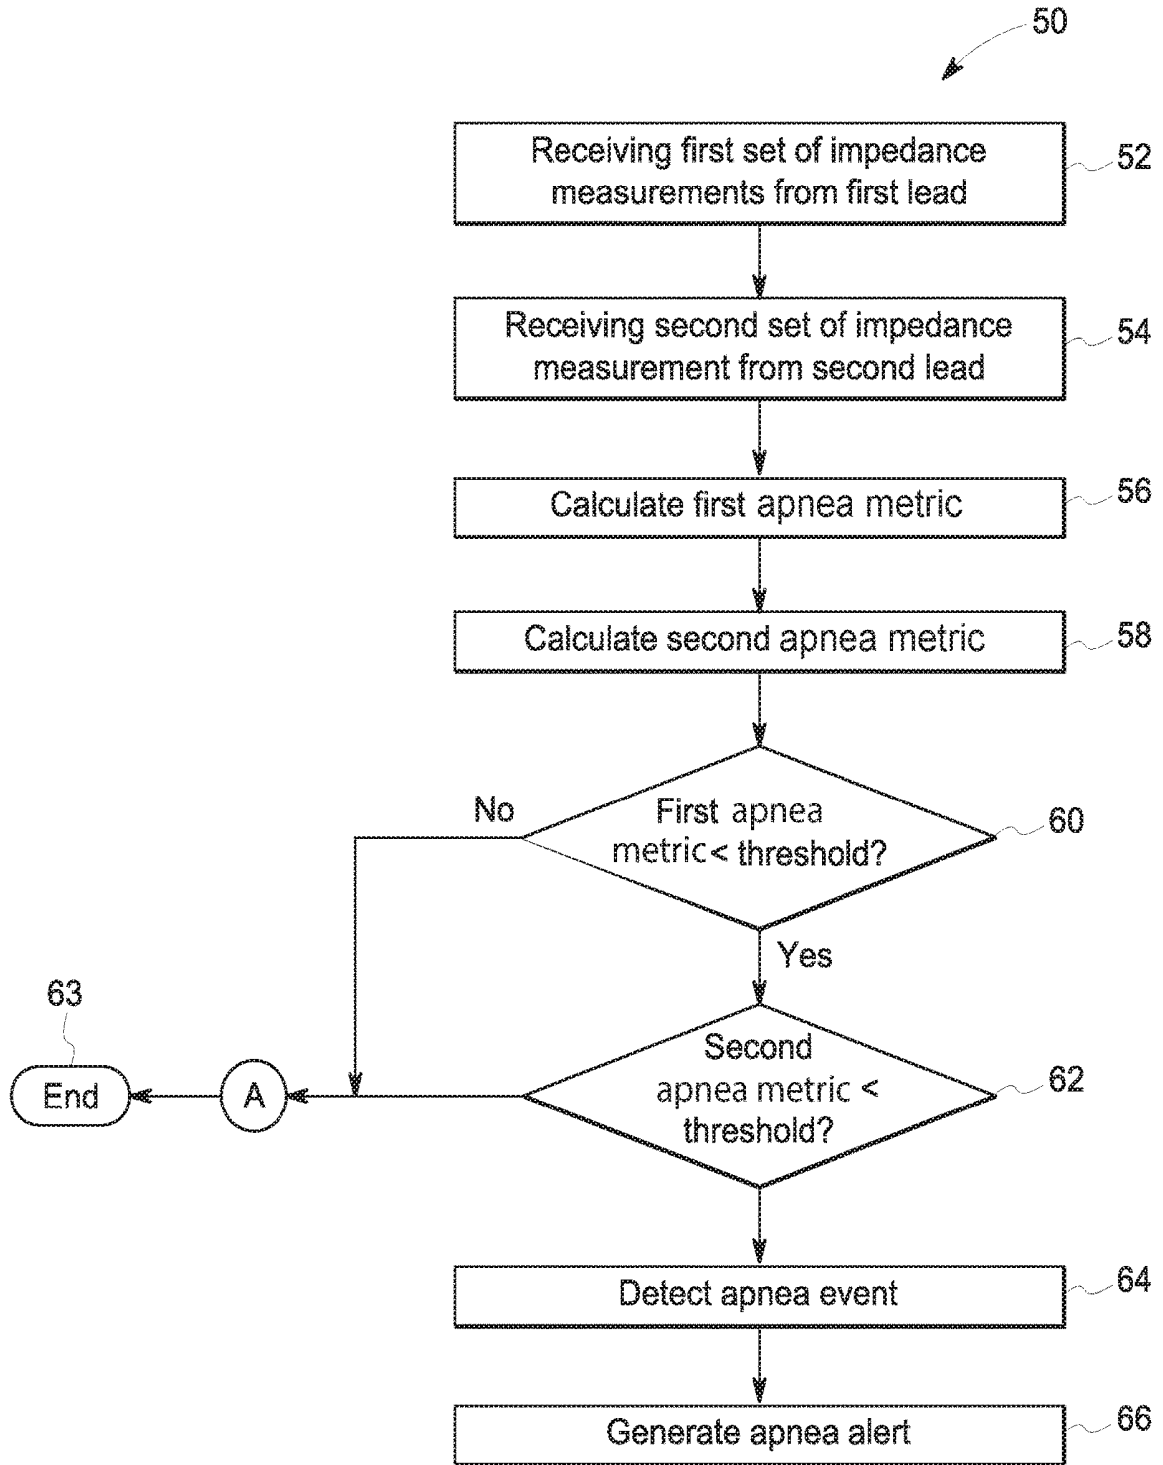 50
Receiving first set of impedance
measurements from first lead
52
Receiving second set of impedance
measurement from second lead
54
Calculate first apnea metric
56
Calculate second apnea metric
58
No
First apnea
metric< threshold?
60
Yes
63
End
A
Second
apnea metric <
threshold?
62
Detect apnea event
64
Generate apnea alert
66